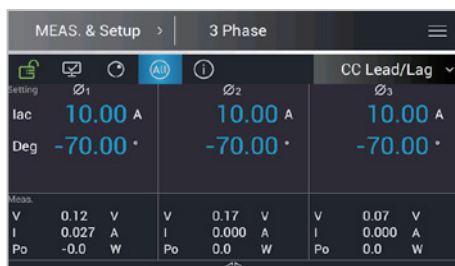 MEAS. & Setup > 3 Phase
All i CC Lead/Lag
Setting Ø1 Ø2 Ø3
Iac 10.00 A 10.00 A 10.00 A
Deg -70.00 ° -70.00 ° -70.00 °
Meas.
V 0.12 V V 0.17 V V 0.07 V
I 0.027 A I 0.000 A I 0.000 A
Po -0.0 W Po 0.0 W Po 0.0 W